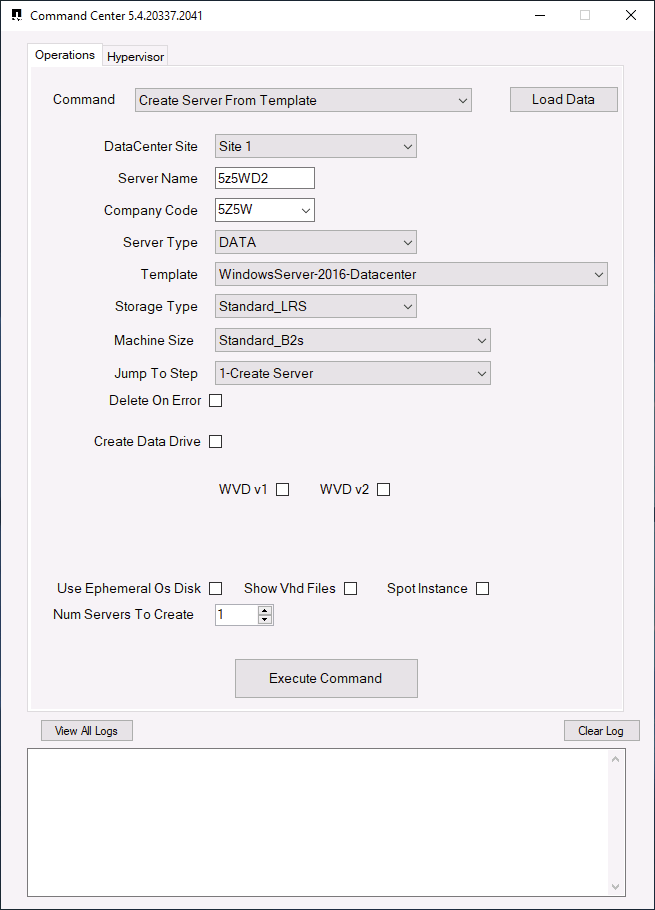 Command Center 5.4.20337.2041
Operations Hypervisor
Command Create Server From Template Load Data
DataCenter Site Site 1
Server Name 5z5WD2
Company Code 5Z5W
Server Type DATA
Template WindowsServer-2016-Datacenter
Storage Type Standard_LRS
Machine Size Standard_B2s
Jump To Step 1-Create Server
Delete On Error
Create Data Drive
WVD v1 WVD v2
Use Ephemeral Os Disk Show Vhd Files Spot Instance
Num Servers To Create 1
Execute Command
View All Logs Clear Log